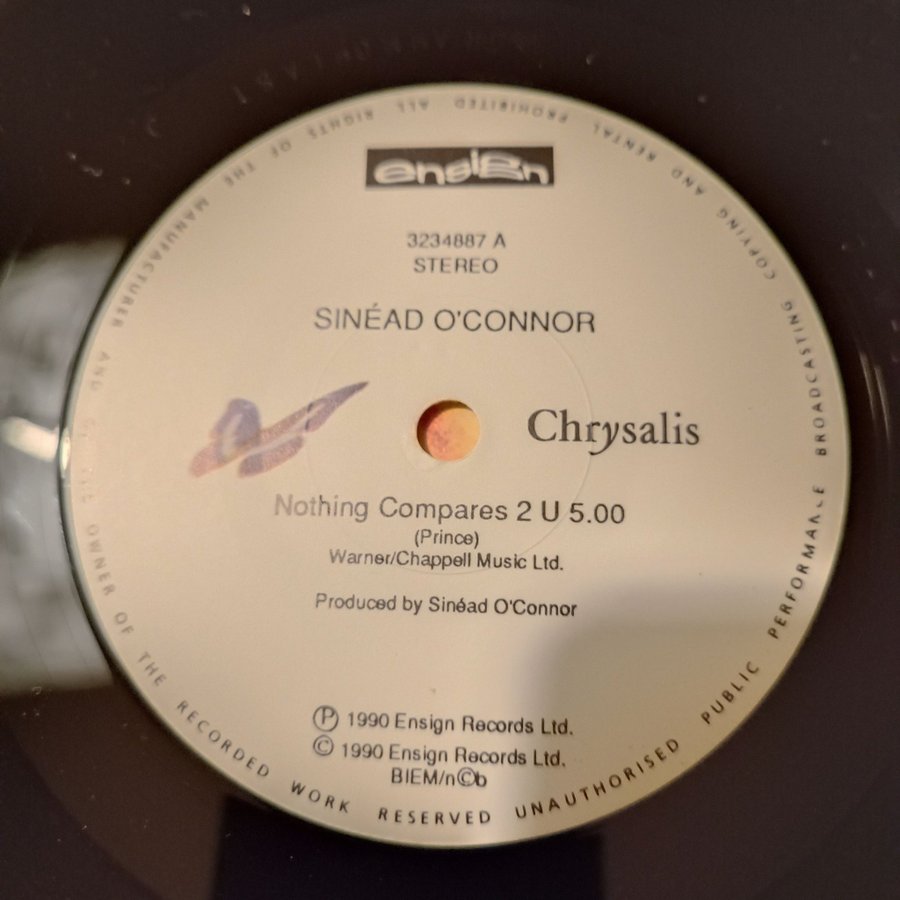 ensign
3234887 A
STEREO
SINÉAD O'CONNOR
Chrysalis
Nothing Compares 2 U 5.00
(Prince)
Warner/Chappell Music Ltd.
Produced by Sinéad O'Connor
Ⓟ 1990 Ensign Records Ltd.
© 1990 Ensign Records Ltd.
BIEM/n©b
ALL RIGHTS OF THE MANUFACTURER AND OF THE OWNER OF THE RECORDED WORK RESERVED UNAUTHORISED PUBLIC PERFORMANCE BROADCASTING COPYING AND RENTAL PROHIBITED